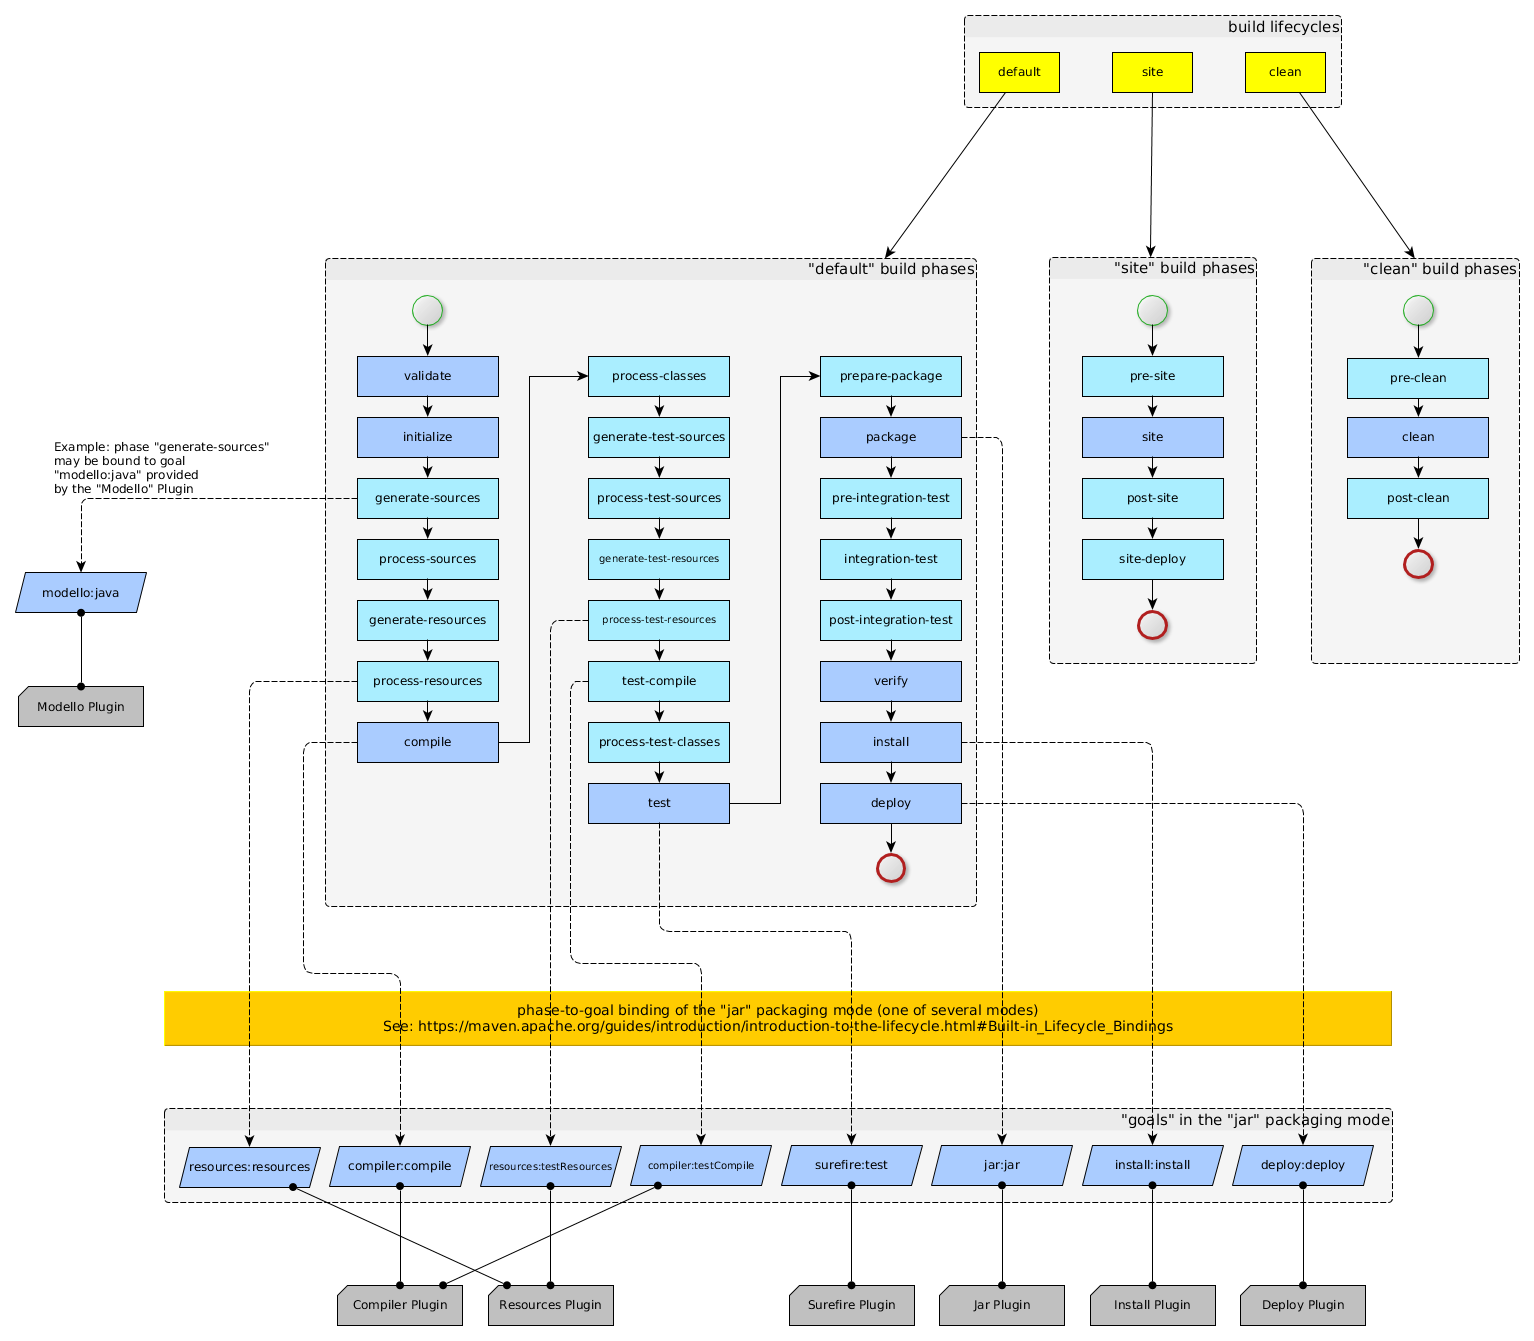 build lifecycles
default
site
clean
"default" build phases
validate
initialize
generate-sources
process-sources
generate-resources
process-resources
compile
process-classes
generate-test-sources
process-test-sources
generate-test-resources
process-test-resources
test-compile
process-test-classes
test
prepare-package
package
pre-integration-test
integration-test
post-integration-test
verify
install
deploy
"site" build phases
pre-site
site
post-site
site-deploy
"clean" build phases
pre-clean
clean
post-clean
Example: phase "generate-sources"
may be bound to goal
"modello:java" provided
by the "Modello" Plugin
modello:java
Modello Plugin
phase-to-goal binding of the "jar" packaging mode (one of several modes)
See: https://maven.apache.org/guides/introduction/introduction-to-the-lifecycle.html#Built-in_Lifecycle_Bindings
"goals" in the "jar" packaging mode
resources:resources
compiler:compile
resources:testResources
compiler:testCompile
surefire:test
jar:jar
install:install
deploy:deploy
Compiler Plugin
Resources Plugin
Surefire Plugin
Jar Plugin
Install Plugin
Deploy Plugin